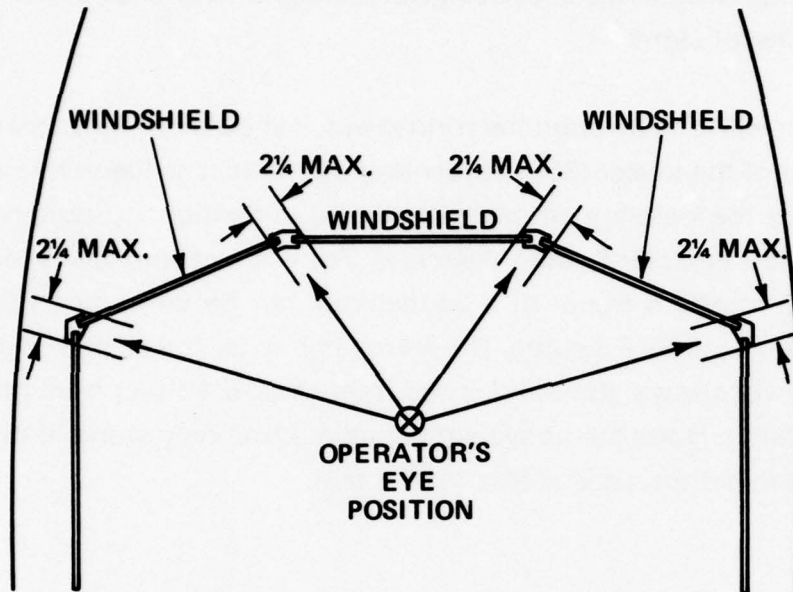 WINDSHIELD
WINDSHIELD
2¼ MAX.
2¼ MAX.
WINDSHIELD
2¼ MAX.
2¼ MAX.
OPERATOR'S
EYE
POSITION